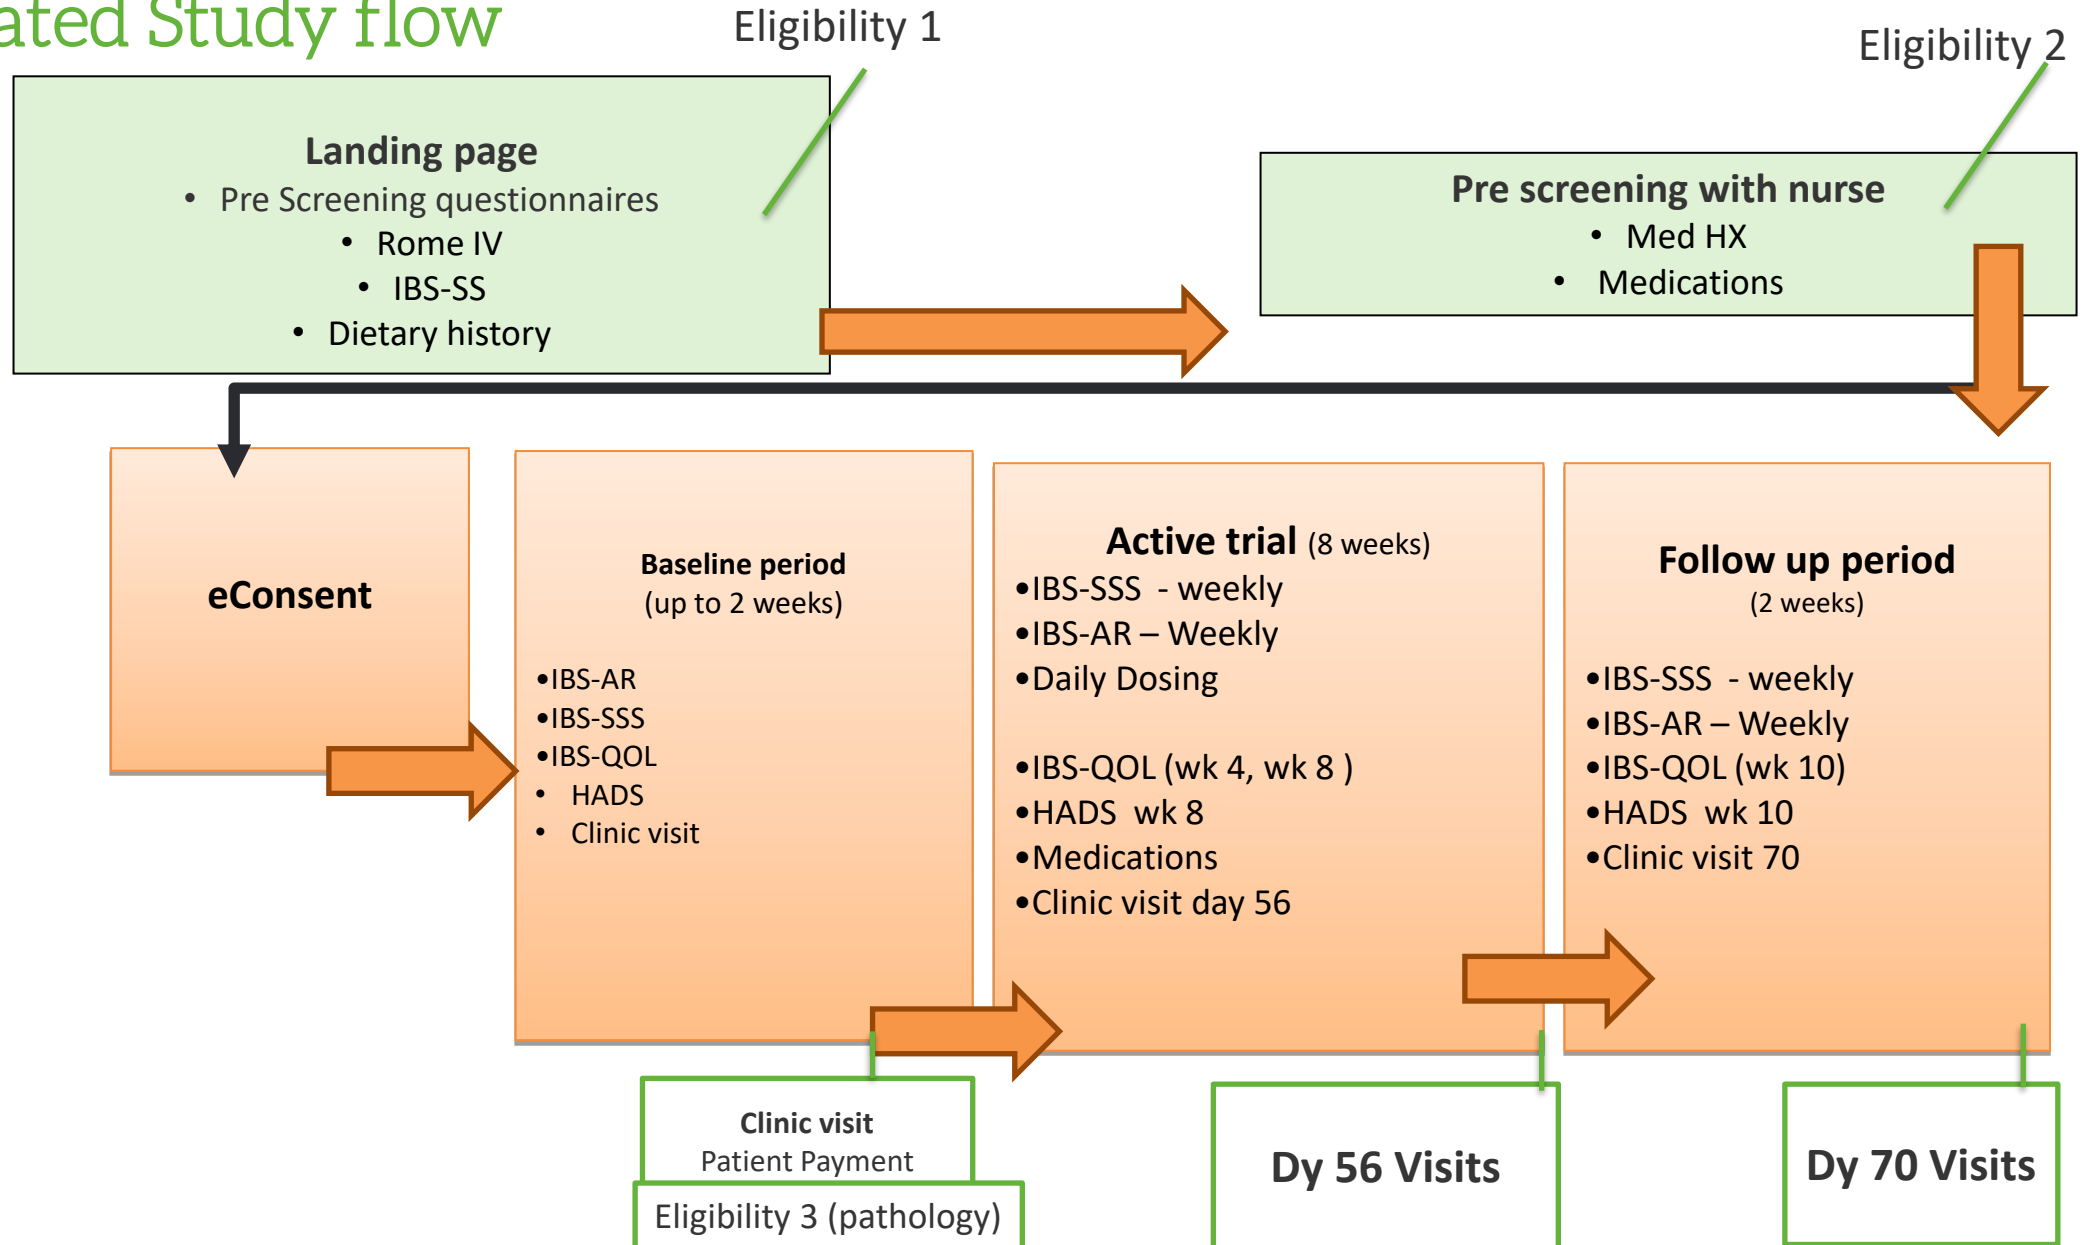 ated Study flow
Eligibility 1
Eligibility 2
Landing page
• Pre Screening questionnaires
• Rome IV
• IBS-SS
• Dietary history
Pre screening with nurse
• Med HX
• Medications
eConsent
Baseline period
(up to 2 weeks)
•IBS-AR
•IBS-SSS
•IBS-QOL
• HADS
• Clinic visit
Active trial (8 weeks)
•IBS-SSS - weekly
•IBS-AR – Weekly
•Daily Dosing
•IBS-QOL (wk 4, wk 8 )
•HADS wk 8
•Medications
•Clinic visit day 56
Follow up period
(2 weeks)
•IBS-SSS - weekly
•IBS-AR – Weekly
•IBS-QOL (wk 10)
•HADS wk 10
•Clinic visit 70
Clinic visit
Patient Payment
Eligibility 3 (pathology)
Dy 56 Visits
Dy 70 Visits